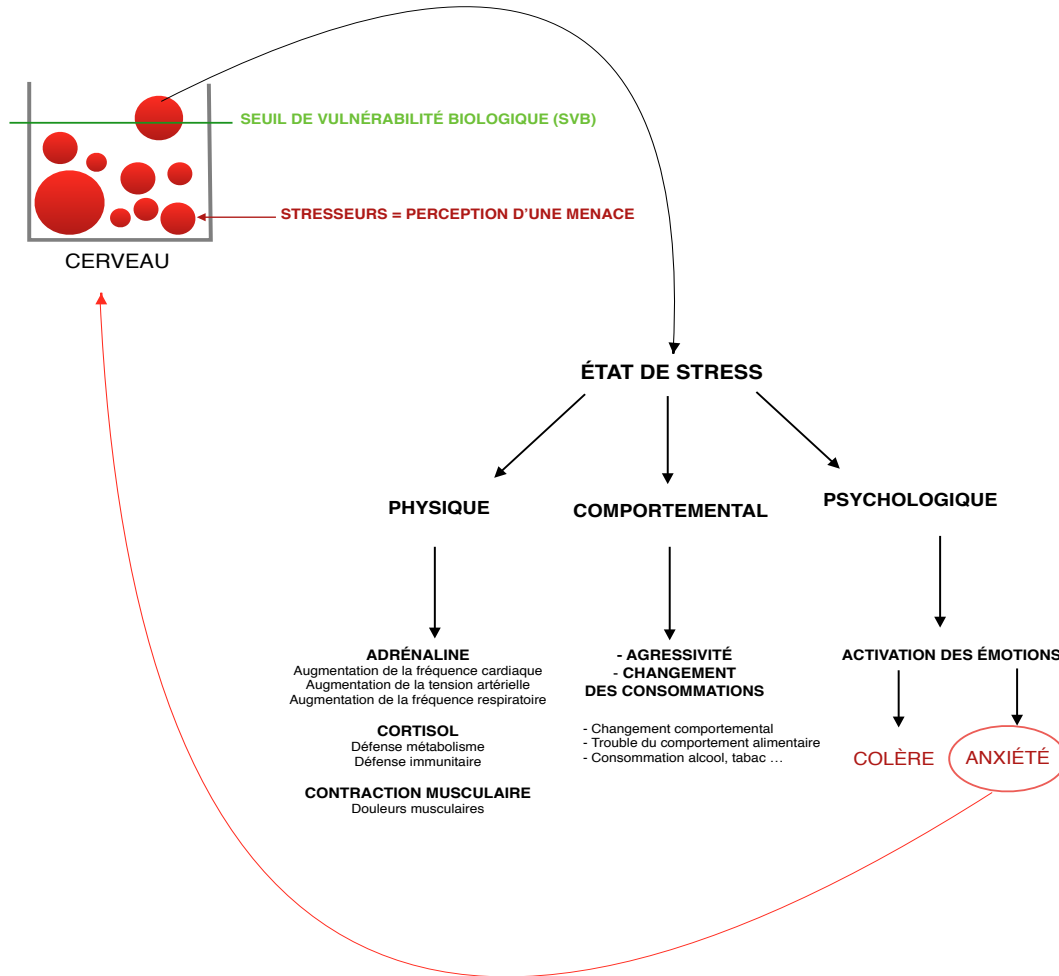 SEUIL DE VULNÉRABILITÉ BIOLOGIQUE (SVB)
STRESSEURS = PERCEPTION D'UNE MENACE
CERVEAU
ÉTAT DE STRESS
PHYSIQUE
COMPORTEMENTAL
PSYCHOLOGIQUE
ADRÉNALINE
Augmentation de la fréquence cardiaque
Augmentation de la tension artérielle
Augmentation de la fréquence respiratoire
CORTISOL
Défense métabolisme
Défense immunitaire
CONTRACTION MUSCULAIRE
Douleurs musculaires
- AGRESSIVITÉ
- CHANGEMENT
DES CONSOMMATIONS
- Changement comportemental
- Trouble du comportement alimentaire
- Consommation alcool, tabac …
ACTIVATION DES ÉMOTIONS
COLÈRE
ANXIÉTÉ